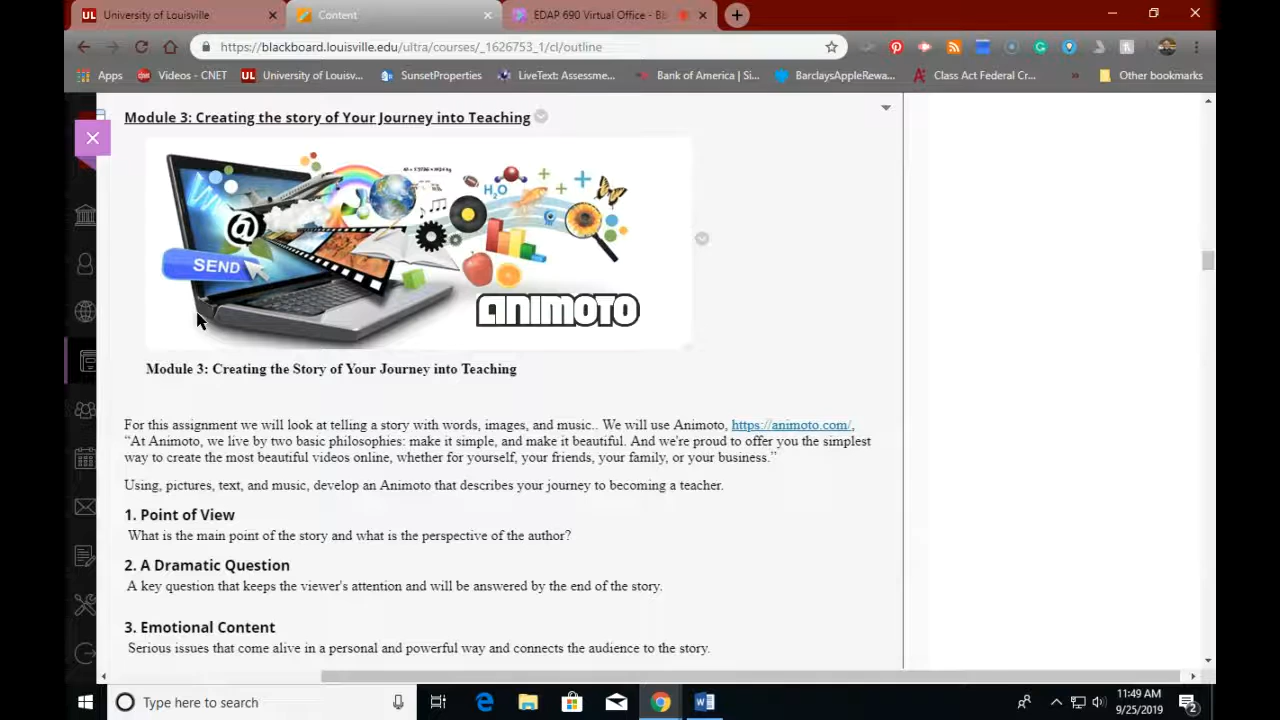 University of Louisville
Content
EDAP 690 Virtual Office - B
https://blackboard.louisville.edu/ultra/courses/_1626753_1/cl/outline
Apps
Videos - CNET
University of Louisv...
SunsetProperties
LiveText: Assessme...
Bank of America | Si...
BarclaysAppleRewa...
Class Act Federal Cr...
»
Other bookmarks
Module 3: Creating the story of Your Journey into Teaching
H2O
@
SEND
ANIMOTO
Module 3: Creating the Story of Your Journey into Teaching
For this assignment we will look at telling a story with words, images, and music.. We will use Animoto, https://animoto.com/,
“At Animoto, we live by two basic philosophies: make it simple, and make it beautiful. And we're proud to offer you the simplest
way to create the most beautiful videos online, whether for yourself, your friends, your family, or your business.”
Using, pictures, text, and music, develop an Animoto that describes your journey to becoming a teacher.
1. Point of View
What is the main point of the story and what is the perspective of the author?
2. A Dramatic Question
A key question that keeps the viewer's attention and will be answered by the end of the story.
3. Emotional Content
Serious issues that come alive in a personal and powerful way and connects the audience to the story.
Type here to search
11:49 AM
9/25/2019
2